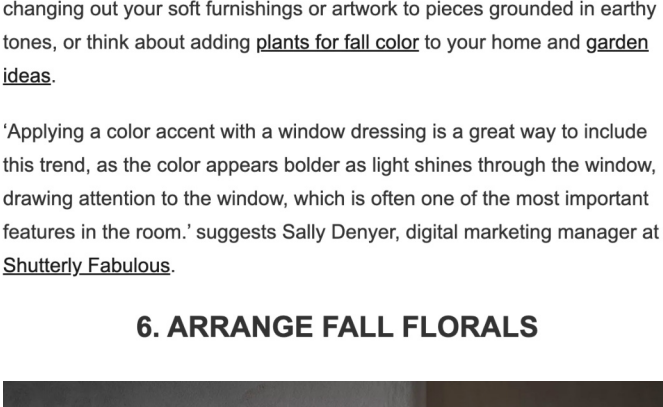 changing out your soft furnishings or artwork to pieces grounded in earthy
tones, or think about adding plants for fall color to your home and garden
ideas.
‘Applying a color accent with a window dressing is a great way to include
this trend, as the color appears bolder as light shines through the window,
drawing attention to the window, which is often one of the most important
features in the room.’ suggests Sally Denyer, digital marketing manager at
Shutterly Fabulous.
6. ARRANGE FALL FLORALS